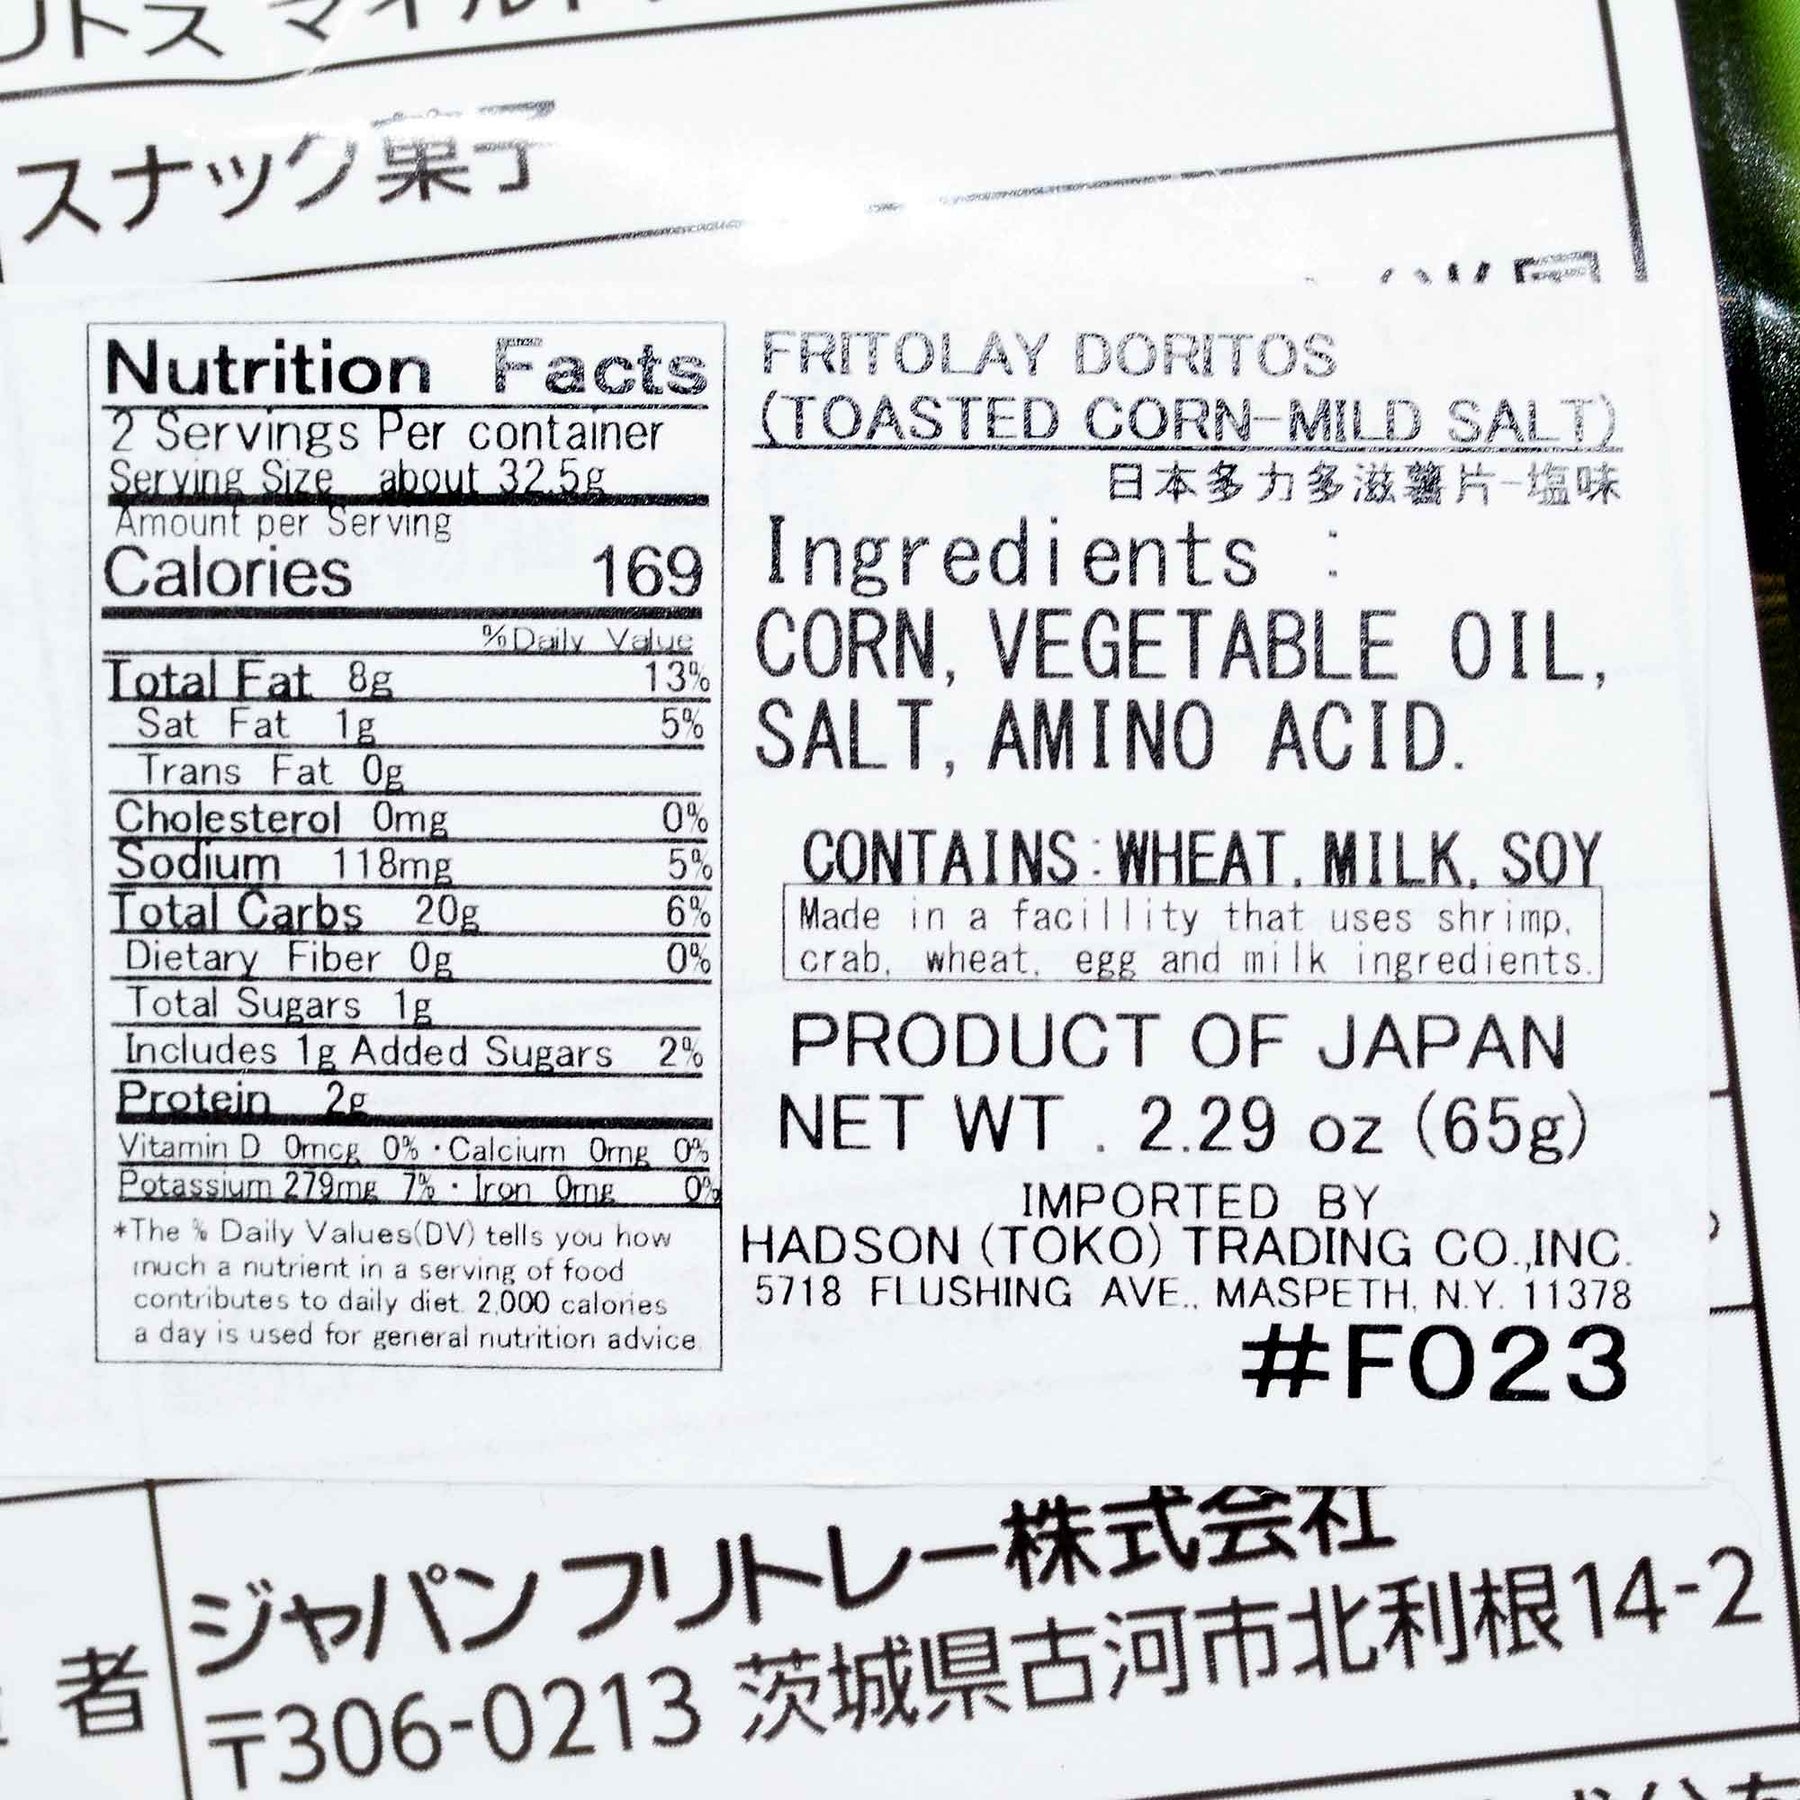 スナック菓子
Nutrition Facts
2 Servings Per container
Serving Size about 32.5g
Amount per Serving
Calories 169
%Daily Value
Total Fat 8g 13%
Sat Fat 1g 5%
Trans Fat 0g
Cholesterol 0mg 0%
Sodium 118mg 5%
Total Carbs 20g 6%
Dietary Fiber 0g 0%
Total Sugars 1g
Includes 1g Added Sugars 2%
Protein 2g
Vitamin D 0mcg 0% · Calcium 0mg 0%
Potassium 279mg 7% · Iron 0mg 0%
*The % Daily Values(DV) tells you how
much a nutrient in a serving of food
contributes to daily diet. 2,000 calories
a day is used for general nutrition advice.
FRITOLAY DORITOS
(TOASTED CORN-MILD SALT)
日本多力多滋薯片-塩味
Ingredients :
CORN, VEGETABLE OIL,
SALT, AMINO ACID.
CONTAINS:WHEAT, MILK, SOY
Made in a facillity that uses shrimp,
crab, wheat, egg and milk ingredients.
PRODUCT OF JAPAN
NET WT . 2.29 oz (65g)
IMPORTED BY
HADSON (TOKO) TRADING CO.,INC.
5718 FLUSHING AVE., MASPETH, N.Y. 11378
#F023
者
ジャパンフリトレー株式会社
〒306-0213 茨城県古河市北利根14-2